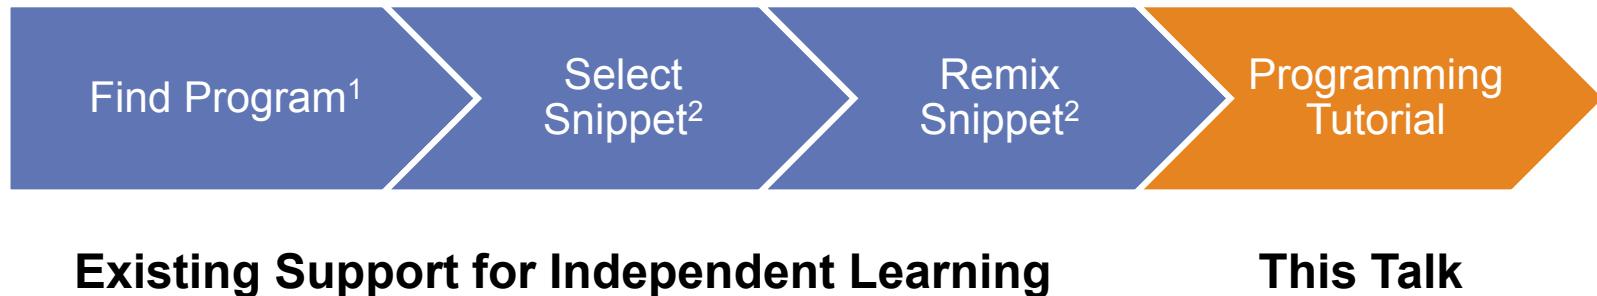 Find Program¹
Select
Snippet²
Remix
Snippet²
Programming
Tutorial
Existing Support for Independent Learning
This Talk